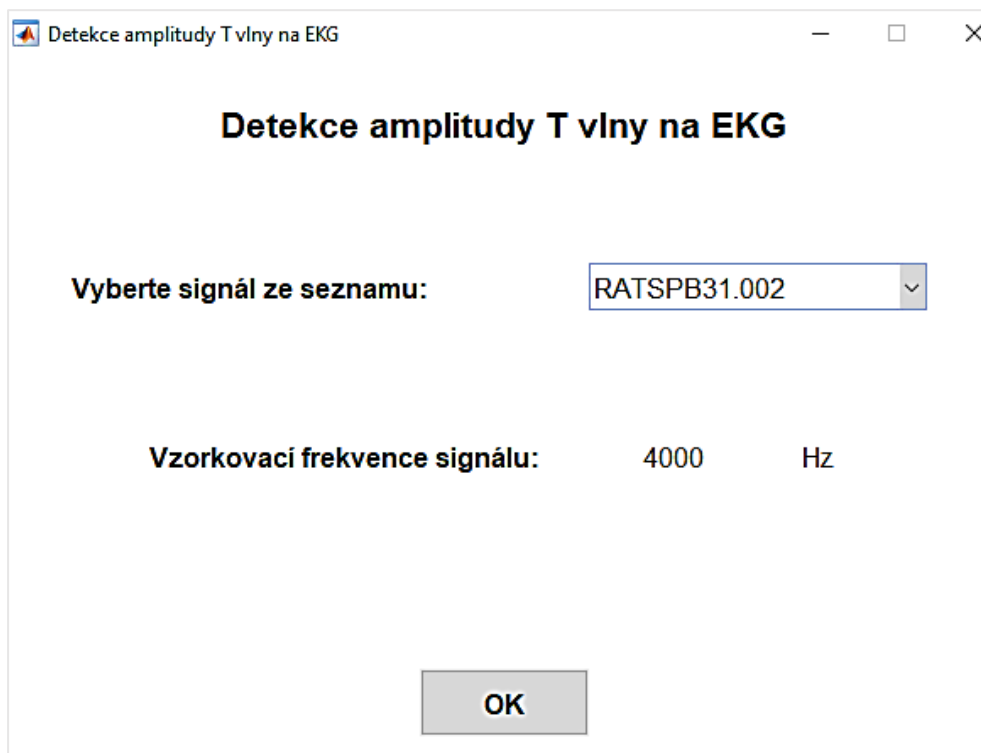 Detekce amplitudy T vlny na EKG
Detekce amplitudy T vlny na EKG
Vyberte signál ze seznamu: RATSPB31.002
Vzorkovací frekvence signálu: 4000 Hz
OK